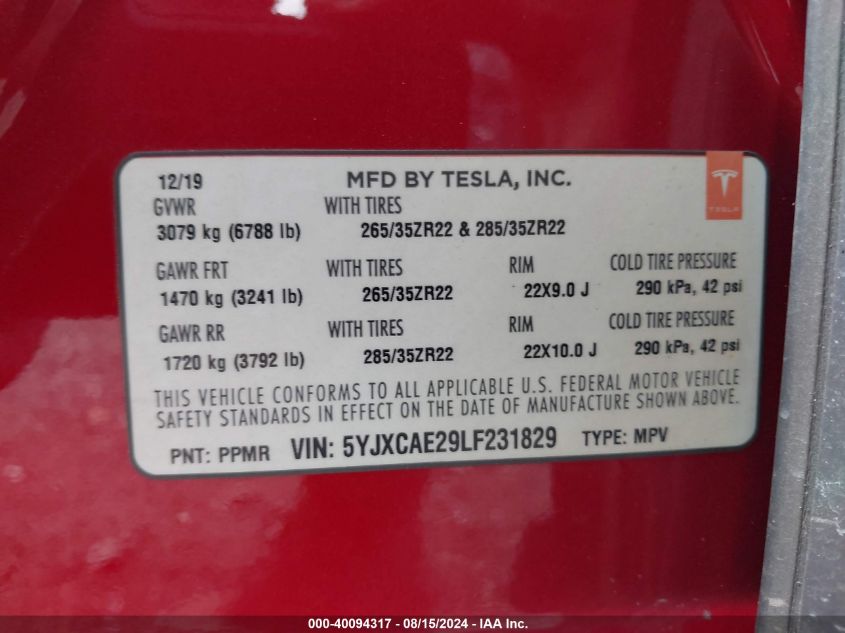 12/19 MFD BY TESLA, INC.
TESLA
GVWR WITH TIRES
3079 kg (6788 lb) 265/35ZR22 & 285/35ZR22
GAWR FRT WITH TIRES RIM COLD TIRE PRESSURE
1470 kg (3241 lb) 265/35ZR22 22X9.0 J 290 kPa, 42 psi
GAWR RR WITH TIRES RIM COLD TIRE PRESSURE
1720 kg (3792 lb) 285/35ZR22 22X10.0 J 290 kPa, 42 psi
THIS VEHICLE CONFORMS TO ALL APPLICABLE U.S. FEDERAL MOTOR VEHICLE
SAFETY STANDARDS IN EFFECT ON THE DATE OF MANUFACTURE SHOWN ABOVE.
PNT: PPMR VIN: 5YJXCAE29LF231829 TYPE: MPV
000-40094317 - 08/15/2024 - IAA Inc.